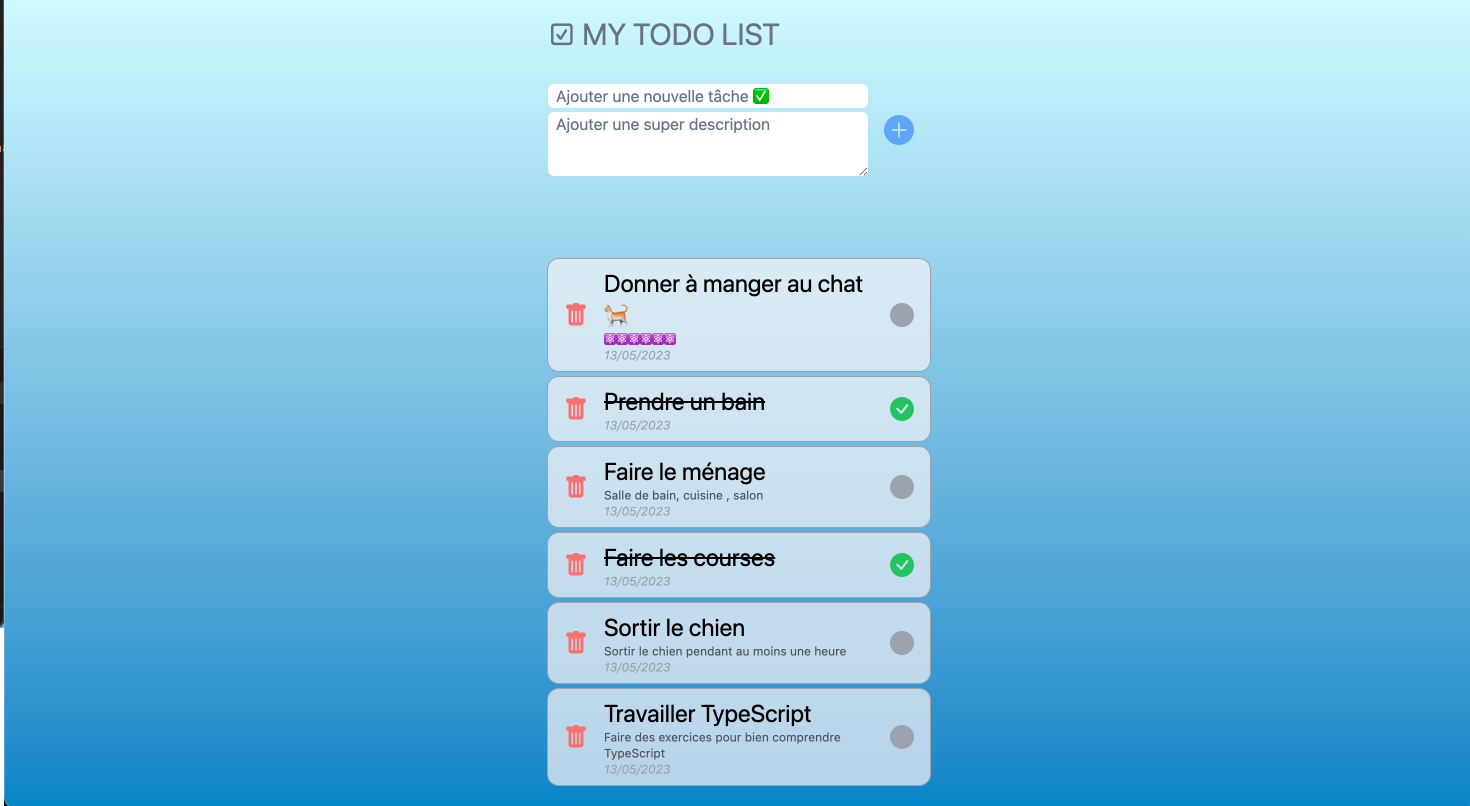 MY TODO LIST
Ajouter une nouvelle tâche ✅
Ajouter une super description
Donner à manger au chat
🐈
⚛️⚛️⚛️⚛️⚛️⚛️
13/05/2023
Prendre un bain
13/05/2023
Faire le ménage
Salle de bain, cuisine , salon
13/05/2023
Faire les courses
13/05/2023
Sortir le chien
Sortir le chien pendant au moins une heure
13/05/2023
Travailler TypeScript
Faire des exercices pour bien comprendre
TypeScript
13/05/2023